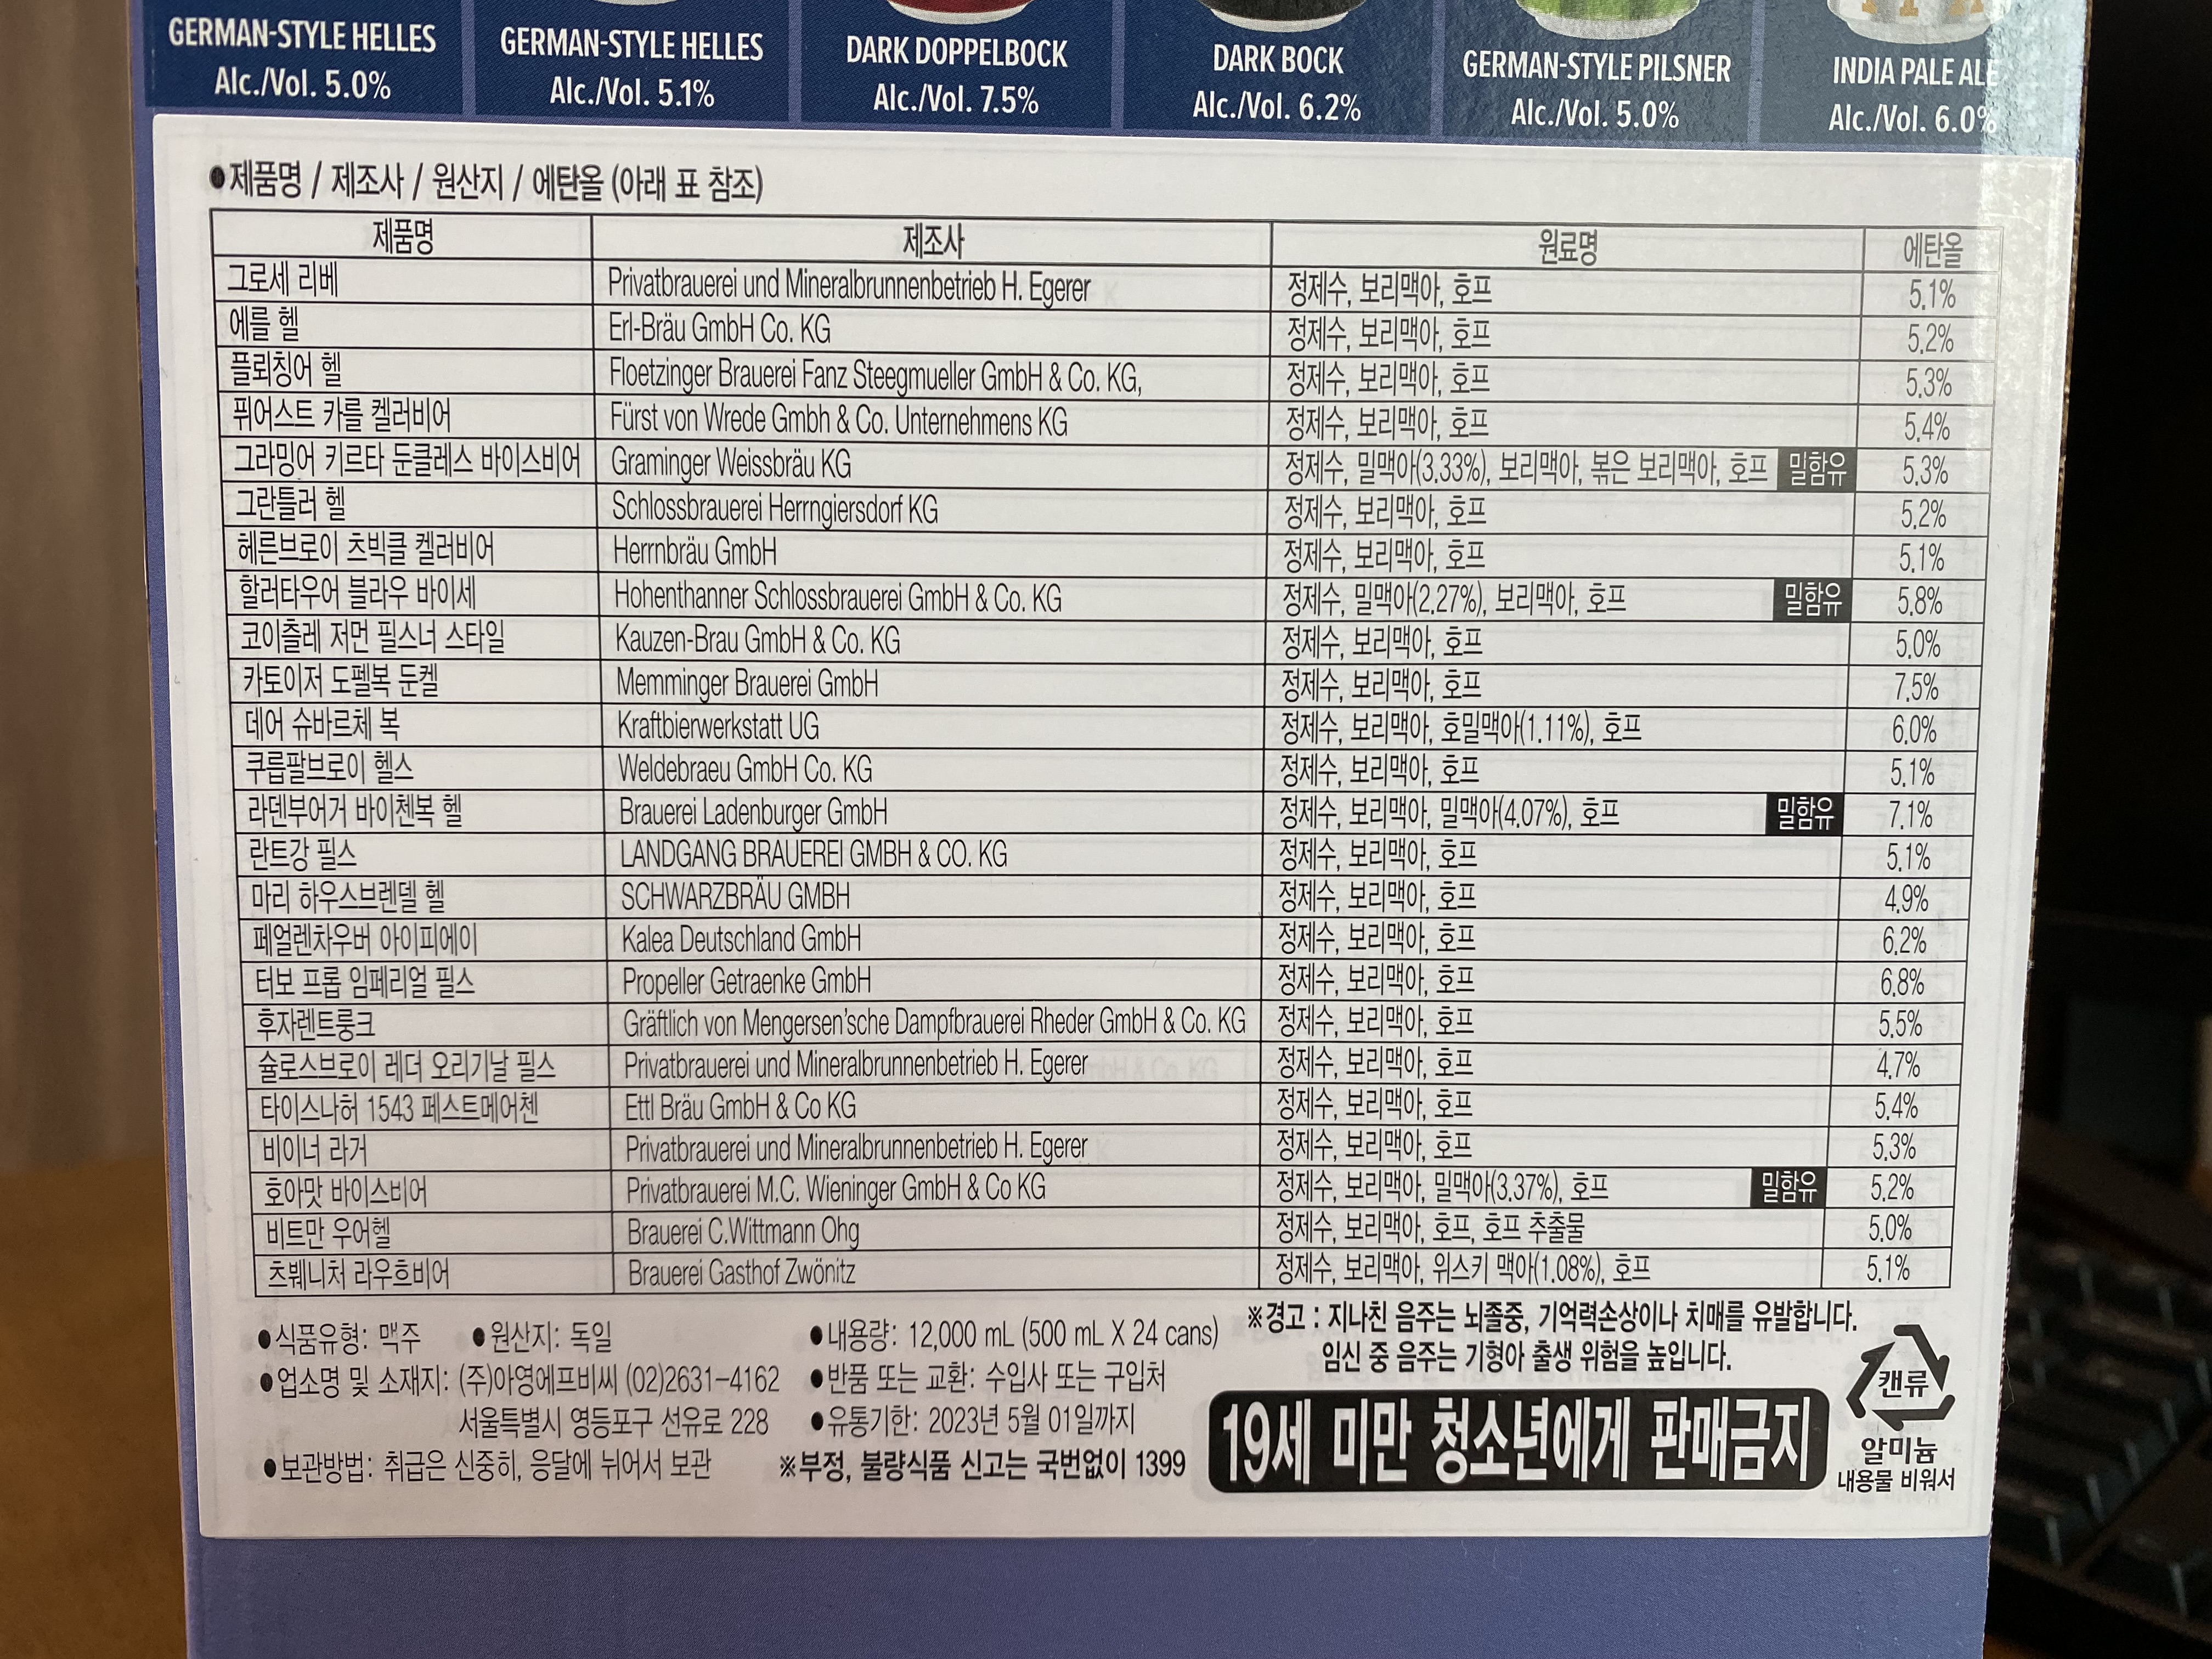 GERMAN-STYLE HELLES
Alc./Vol. 5.0%
GERMAN-STYLE HELLES
Alc./Vol. 5.1%
DARK DOPPELBOCK
Alc./Vol. 7.5%
DARK BOCK
Alc./Vol. 6.2%
GERMAN-STYLE PILSNER
Alc./Vol. 5.0%
INDIA PALE ALE
Alc./Vol. 6.0%
●제품명 / 제조사 / 원산지 / 에탄올 (아래 표 참조)
제품명 제조사 원료명 에탄올
그로세 리베 Privatbrauerei und Mineralbrunnenbetrieb H. Egerer 정제수, 보리맥아, 호프 5.1%
에를 헬 Erl-Bräu GmbH Co. KG 정제수, 보리맥아, 호프 5.2%
플뢰칭어 헬 Floetzinger Brauerei Fanz Steegmueller GmbH & Co. KG, 정제수, 보리맥아, 호프 5.3%
퓌어스트 카를 켈러비어 Fürst von Wrede Gmbh & Co. Unternehmens KG 정제수, 보리맥아, 호프 5.4%
그라밍어 키르타 둔클레스 바이스비어 Graminger Weissbräu KG 정제수, 밀맥아(3.33%), 보리맥아, 볶은 보리맥아, 호프 밀함유 5.3%
그란틀러 헬 Schlossbrauerei Herrngiersdorf KG 정제수, 보리맥아, 호프 5.2%
헤른브로이 츠빅클 켈러비어 Herrnbräu GmbH 정제수, 보리맥아, 호프 5.1%
할러타우어 블라우 바이세 Hohenthanner Schlossbrauerei GmbH & Co. KG 정제수, 밀맥아(2.27%), 보리맥아, 호프 밀함유 5.8%
코이츨레 저먼 필스너 스타일 Kauzen-Brau GmbH & Co. KG 정제수, 보리맥아, 호프 5.0%
카토이저 도펠복 둔켈 Memminger Brauerei GmbH 정제수, 보리맥아, 호프 7.5%
데어 슈바르체 복 Kraftbierwerkstatt UG 정제수, 보리맥아, 호밀맥아(1.11%), 호프 6.0%
쿠릅팔브로이 헬스 Weldebraeu GmbH Co. KG 정제수, 보리맥아, 호프 5.1%
라덴부어거 바이첸복 헬 Brauerei Ladenburger GmbH 정제수, 보리맥아, 밀맥아(4.07%), 호프 밀함유 7.1%
란트강 필스 LANDGANG BRAUEREI GMBH & CO. KG 정제수, 보리맥아, 호프 5.1%
마리 하우스브렌델 헬 SCHWARZBRÄU GMBH 정제수, 보리맥아, 호프 4.9%
페얼렌차우버 아이피에이 Kalea Deutschland GmbH 정제수, 보리맥아, 호프 6.2%
터보 프롭 임페리얼 필스 Propeller Getraenke GmbH 정제수, 보리맥아, 호프 6.8%
후자렌트룽크 Gräftlich von Mengersen'sche Dampfbrauerei Rheder GmbH & Co. KG 정제수, 보리맥아, 호프 5.5%
슐로스브로이 레더 오리기날 필스 Privatbrauerei und Mineralbrunnenbetrieb H. Egerer 정제수, 보리맥아, 호프 4.7%
타이스나허 1543 페스트메어첸 Ettl Bräu GmbH & Co KG 정제수, 보리맥아, 호프 5.4%
비이너 라거 Privatbrauerei und Mineralbrunnenbetrieb H. Egerer 정제수, 보리맥아, 호프 5.3%
호아맛 바이스비어 Privatbrauerei M.C. Wieninger GmbH & Co KG 정제수, 보리맥아, 밀맥아(3.37%), 호프 밀함유 5.2%
비트만 우어헬 Brauerei C.Wittmann Ohg 정제수, 보리맥아, 호프, 호프 추출물 5.0%
츠붸니처 라우흐비어 Brauerei Gasthof Zwönitz 정제수, 보리맥아, 위스키 맥아(1.08%), 호프 5.1%
●식품유형: 맥주 ●원산지: 독일 ●내용량: 12,000 mL (500 mL X 24 cans)
●업소명 및 소재지: (주)아영에프비씨 (02)2631-4162 ●반품 또는 교환: 수입사 또는 구입처
서울특별시 영등포구 선유로 228 ●유통기한: 2023년 5월 01일까지
●보관방법: 취급은 신중히, 응달에 뉘어서 보관 ※부정, 불량식품 신고는 국번없이 1399
※경고 : 지나친 음주는 뇌졸중, 기억력손상이나 치매를 유발합니다.
임신 중 음주는 기형아 출생 위험을 높입니다.
19세 미만 청소년에게 판매금지
캔류
알미늄
내용물 비워서